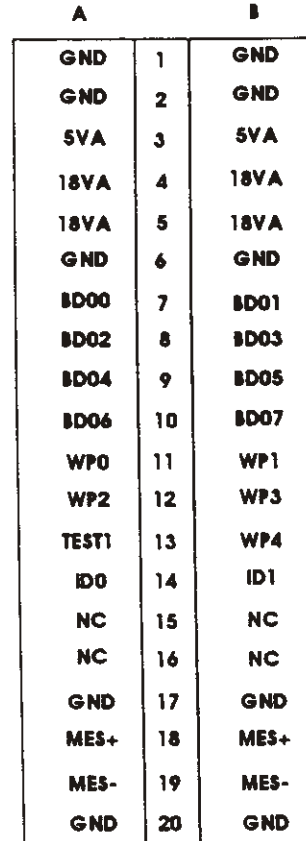 A B
GND 1 GND
GND 2 GND
5VA 3 5VA
18VA 4 18VA
18VA 5 18VA
GND 6 GND
BD00 7 BD01
BD02 8 BD03
BD04 9 BD05
BD06 10 BD07
WP0 11 WP1
WP2 12 WP3
TEST1 13 WP4
ID0 14 ID1
NC 15 NC
NC 16 NC
GND 17 GND
MES+ 18 MES+
MES- 19 MES-
GND 20 GND